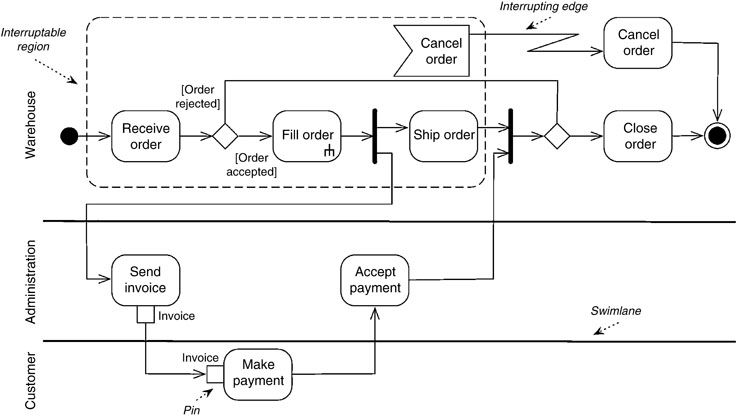 Interrupting edge
Interruptable
region
Cancel
order
Cancel
order
[Order
rejected]
Warehouse
Receive
order
Fill order
Ship order
Close
order
[Order
accepted]
Administration
Send
invoice
Accept
payment
Invoice
Swimlane
Customer
Invoice
Make
payment
Pin